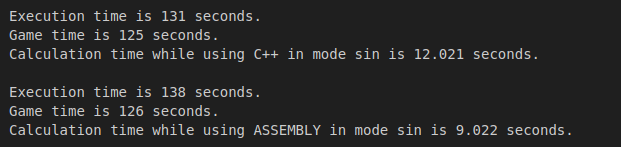 Execution time is 131 seconds.
Game time is 125 seconds.
Calculation time while using C++ in mode sin is 12.021 seconds.
Execution time is 138 seconds.
Game time is 126 seconds.
Calculation time while using ASSEMBLY in mode sin is 9.022 seconds.